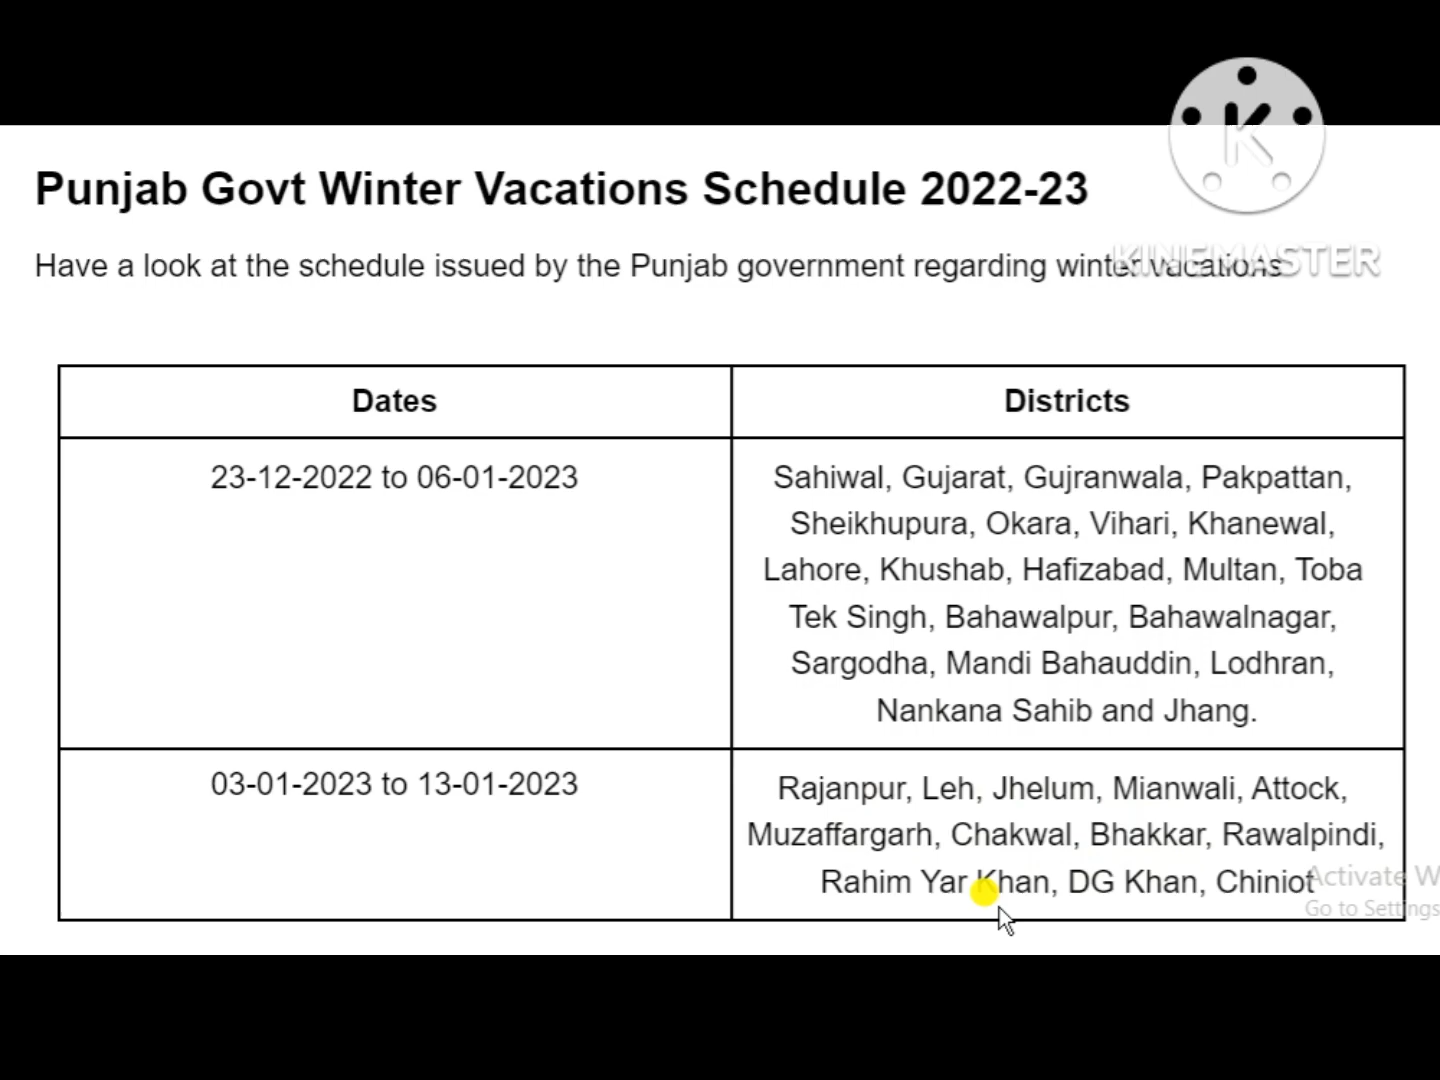 Punjab Govt Winter Vacations Schedule 2022-23
Have a look at the schedule issued by the Punjab government regarding winter vacations
KINEMASTER
Dates
Districts
23-12-2022 to 06-01-2023
Sahiwal, Gujarat, Gujranwala, Pakpattan,
Sheikhupura, Okara, Vihari, Khanewal,
Lahore, Khushab, Hafizabad, Multan, Toba
Tek Singh, Bahawalpur, Bahawalnagar,
Sargodha, Mandi Bahauddin, Lodhran,
Nankana Sahib and Jhang.
03-01-2023 to 13-01-2023
Rajanpur, Leh, Jhelum, Mianwali, Attock,
Muzaffargarh, Chakwal, Bhakkar, Rawalpindi,
Rahim Yar Khan, DG Khan, Chiniot
Activate W
Go to Settings